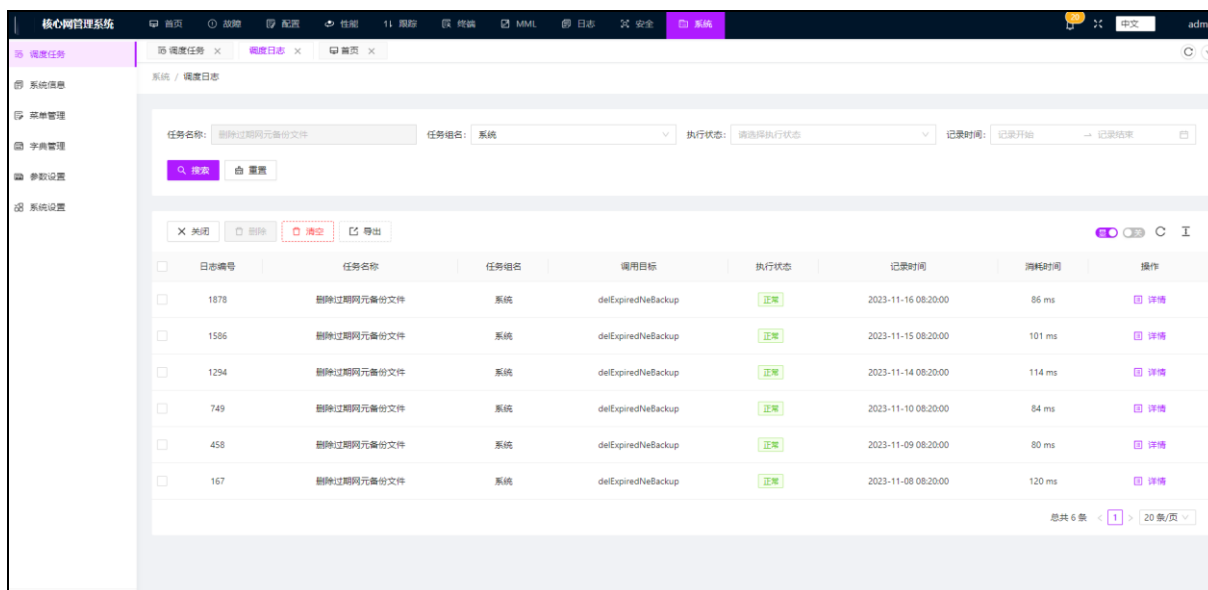 核心网管理系统 首页 故障 配置 性能 跟踪 终端 MML 日志 安全 系统 20 中文 adm
调度任务 调度任务 × 调度日志 × 首页 ×
系统信息 系统 / 调度日志
菜单管理
字典管理 任务名称: 删除过期网元备份文件 任务组名: 系统 执行状态: 请选择执行状态 记录时间: 记录开始 → 记录结束
参数设置 搜索 重置
系统设置
关闭 删除 清空 导出
日志编号 任务名称 任务组名 调用目标 执行状态 记录时间 消耗时间 操作
1878 删除过期网元备份文件 系统 delExpiredNeBackup 正常 2023-11-16 08:20:00 86 ms 详情
1586 删除过期网元备份文件 系统 delExpiredNeBackup 正常 2023-11-15 08:20:00 101 ms 详情
1294 删除过期网元备份文件 系统 delExpiredNeBackup 正常 2023-11-14 08:20:00 114 ms 详情
749 删除过期网元备份文件 系统 delExpiredNeBackup 正常 2023-11-10 08:20:00 84 ms 详情
458 删除过期网元备份文件 系统 delExpiredNeBackup 正常 2023-11-09 08:20:00 80 ms 详情
167 删除过期网元备份文件 系统 delExpiredNeBackup 正常 2023-11-08 08:20:00 120 ms 详情
总共 6 条 < 1 > 20 条/页